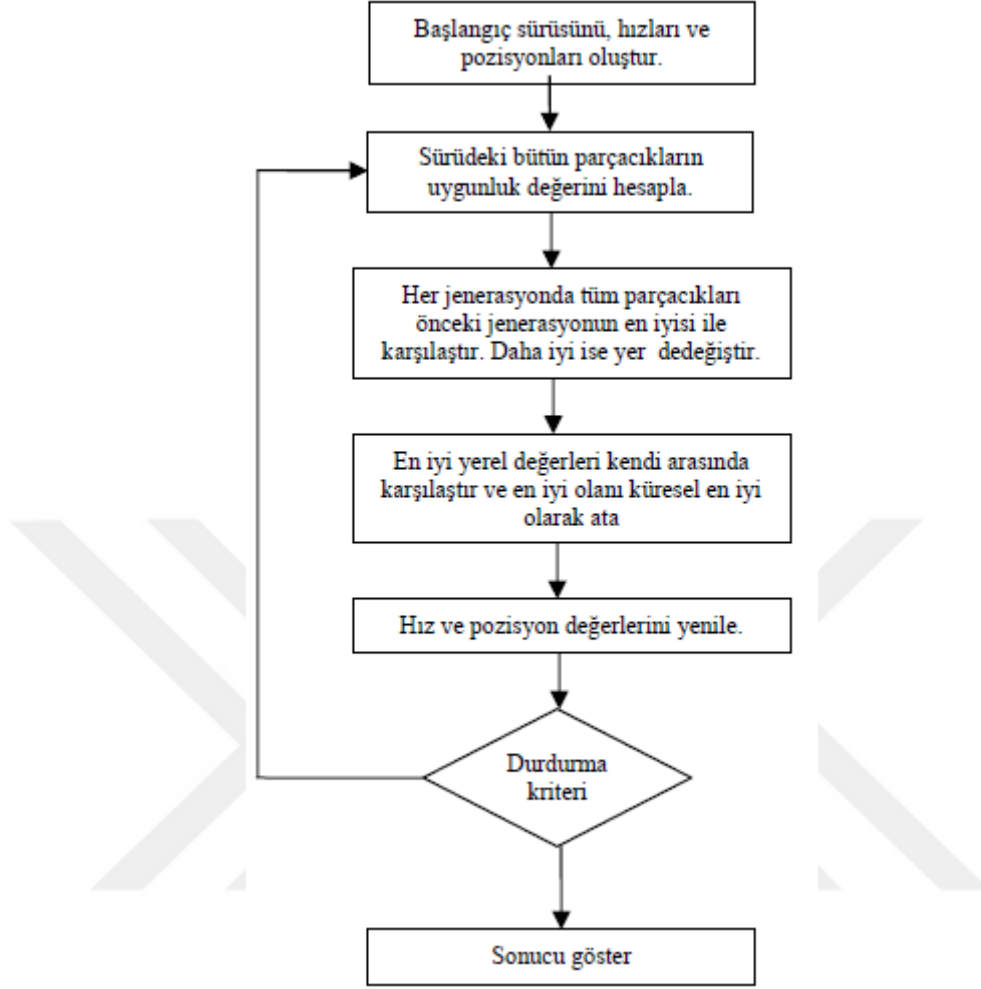 Başlangıç sürüsünü, hızları ve
pozisyonları oluştur.
Sürüdeki bütün parçacıkların
uygunluk değerini hesapla.
Her jenerasyonda tüm parçacıkları
önceki jenerasyonun en iyisi ile
karşılaştır. Daha iyi ise yer  dedeğiştir.
En iyi yerel değerleri kendi arasında
karşılaştır ve en iyi olanı küresel en iyi
olarak ata
Hız ve pozisyon değerlerini yenile.
Durdurma
kriteri
Sonucu göster